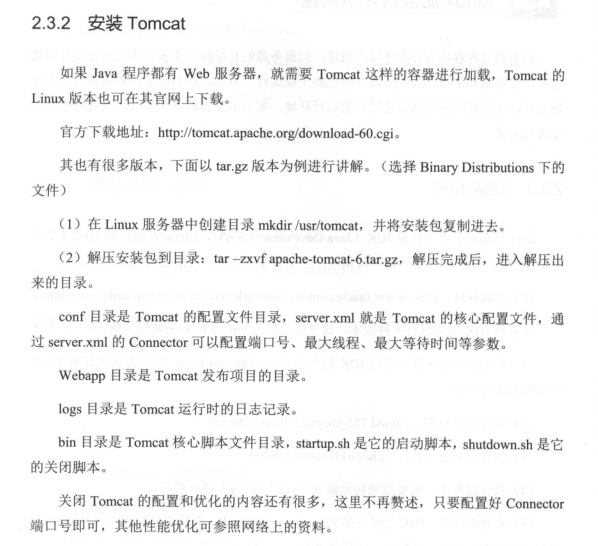 2.3.2 安装 Tomcat
如果 Java 程序都有 Web 服务器，就需要 Tomcat 这样的容器进行加载，Tomcat 的
Linux 版本也可在其官网上下载。
官方下载地址：http://tomcat.apache.org/download-60.cgi。
其也有很多版本，下面以 tar.gz 版本为例进行讲解。（选择 Binary Distributions 下的
文件）
（1）在 Linux 服务器中创建目录 mkdir /usr/tomcat，并将安装包复制进去。
（2）解压安装包到目录：tar –zxvf apache-tomcat-6.tar.gz，解压完成后，进入解压出
来的目录。
conf 目录是 Tomcat 的配置文件目录，server.xml 就是 Tomcat 的核心配置文件，通
过 server.xml 的 Connector 可以配置端口号、最大线程、最大等待时间等参数。
Webapp 目录是 Tomcat 发布项目的目录。
logs 目录是 Tomcat 运行时的日志记录。
bin 目录是 Tomcat 核心脚本文件目录，startup.sh 是它的启动脚本，shutdown.sh 是它
的关闭脚本。
关闭 Tomcat 的配置和优化的内容还有很多，这里不再赘述，只要配置好 Connector
端口号即可，其他性能优化可参照网络上的资料。